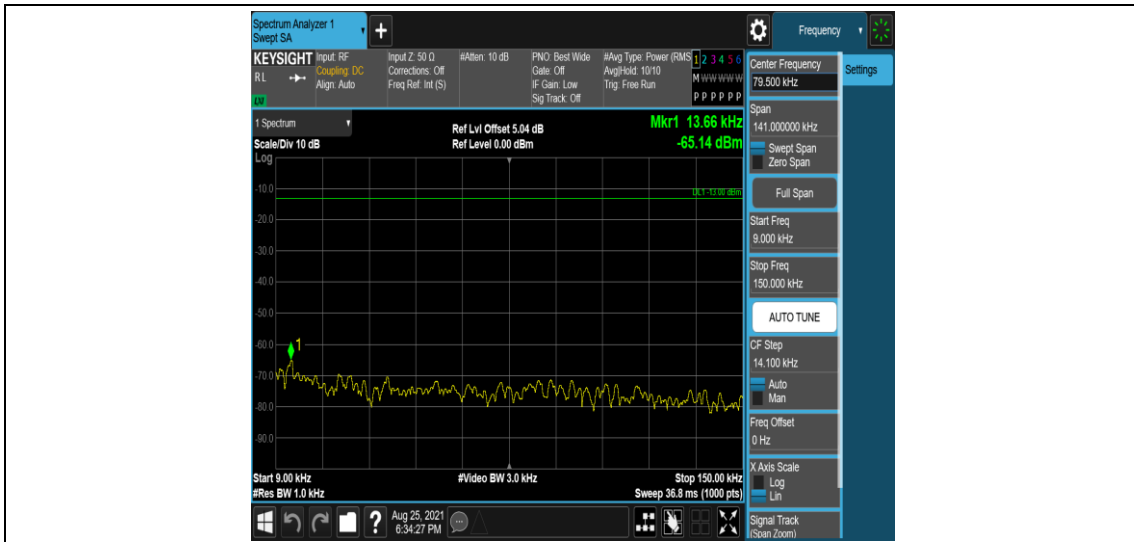 Spectrum Analyzer 1
Swept SA
Frequency
KEYSIGHT
Input: RF
Coupling: DC
Align: Auto
Input Z: 50 Ω
Corrections: Off
Freq Ref: Int (S)
#Atten: 10 dB
PNO: Best Wide
Gate: Off
IF Gain: Low
Sig Track: Off
#Avg Type: Power (RMS
Avg|Hold: 10/10
Trig: Free Run
1 2 3 4 5 6
M W W W W W
P P P P P P
R L
Center Frequency
79.500 kHz
Settings
Span
141.000000 kHz
Swept Span
Zero Span
Full Span
Start Freq
9.000 kHz
Stop Freq
150.000 kHz
AUTO TUNE
CF Step
14.100 kHz
Auto
Man
Freq Offset
0 Hz
X Axis Scale
Log
Lin
Signal Track
(Span Zoom)
1 Spectrum
Scale/Div 10 dB
Log
Ref Lvl Offset 5.04 dB
Ref Level 0.00 dBm
Mkr1 13.66 kHz
-65.14 dBm
DL1 -13.00 dBm
-10.0
-20.0
-30.0
-40.0
-50.0
-60.0
1
-70.0
-80.0
-90.0
Start 9.00 kHz
#Res BW 1.0 kHz
#Video BW 3.0 kHz
Stop 150.00 kHz
Sweep 36.8 ms (1000 pts)
?
Aug 25, 2021
6:34:27 PM